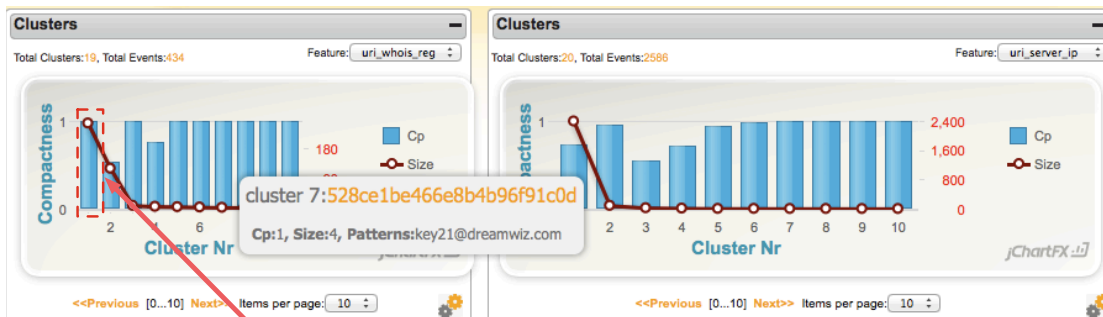 Clusters
Total Clusters:19, Total Events:434
Feature: uri_whois_reg
Compactness
1
0
180
Cp
Size
2
4
6
Cluster Nr
cluster 7:528ce1be466e8b4b96f91c0d
Cp:1, Size:4, Patterns:key21@dreamwiz.com
<<Previous [0...10] Next>> Items per page: 10
Clusters
Total Clusters:20, Total Events:2586
Feature: uri_server_ip
1
2,400
1,600
800
0
Cp
Size
2 3 4 5 6 7 8 9 10
Cluster Nr
jChartFX
<<Previous [0...10] Next>> Items per page: 10